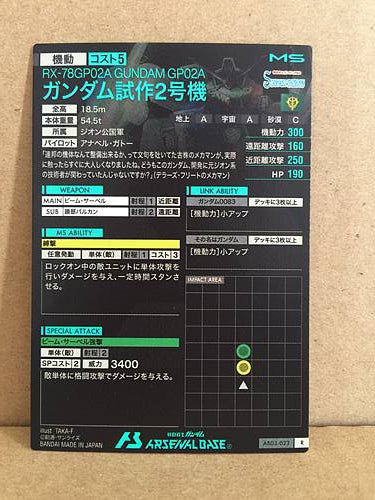 機動 コスト5 MS
RX-78GP02A GUNDAM GP02A
ガンダム試作2号機
全高 18.5m
本体重量 54.5t
所属 ジオン公国軍
パイロット アナベル・ガトー
地上 A 宇宙 A 砂漠 C
機動力 300
遠距離攻撃 160
近距離攻撃 250
HP 190
「連邦の機体なんて整備出来るか、って文句を吐いてた古株のメカマンが、実際
に触ったらすぐに大人しくなりましたね。どうもこのガンダム、開発に元ジオン系
の技術者が関わっていたんじゃないですか?」(デラーズ・フリートのメカマン)
WEAPON
MAIN ビーム・サーベル 射程 1 近距離
SUB 頭部バルカン 射程 2 遠距離
MS ABILITY
縛撃
任意発動 単体(敵) 射程 1 コスト 3
ロックオン中の敵ユニットに単体攻撃を
行いダメージを与え、一定時間スタンさ
せる。
SPECIAL ATTACK
ビーム・サーベル強撃
単体(敵) 射程 2
SPコスト 2 威力 3400
敵単体に格闘攻撃でダメージを与える。
LINK ABILITY
ガンダム0083 デッキに3枚以上
[機動力]小アップ
その名はガンダム デッキに3枚以上
[機動力]小アップ
IMPACT AREA
illust TAKA-F
©創通・サンライズ
BANDAI MADE IN JAPAN
機動戦士ガンダム
ARSENAL BASE
AB03-023 R